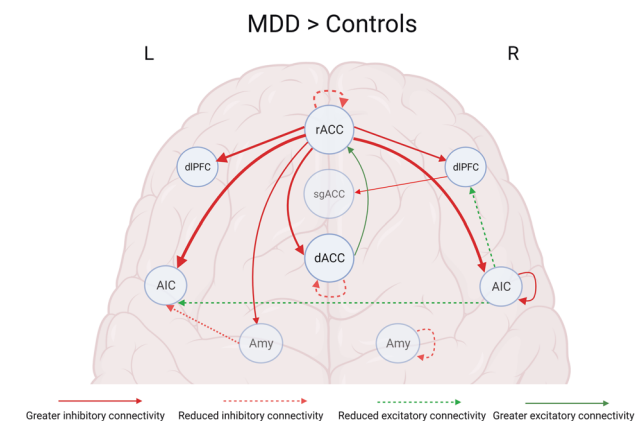 MDD > Controls
L
R
rACC
dlPFC
dlPFC
sgACC
dACC
AIC
AIC
Amy
Amy
Greater inhibitory connectivity
Reduced inhibitory connectivity
Reduced excitatory connectivity
Greater excitatory connectivity